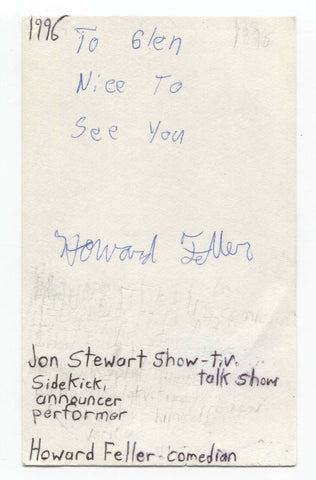 1996
To Glen
Nice To
See You
Howard Feller
Jon Stewart Show - t.v.
talk show
Sidekick,
announcer
performer
Howard Feller - comedian